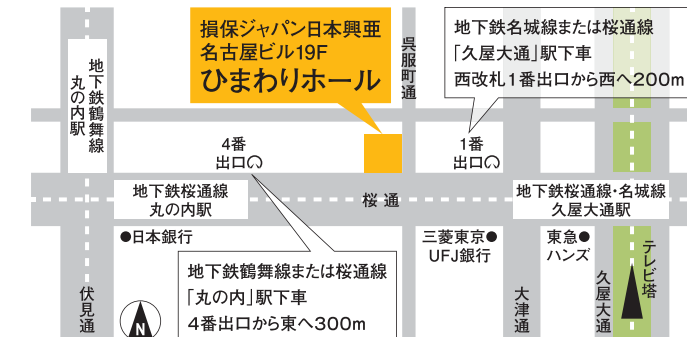 損保ジャパン日本興亜
名古屋ビル19F
ひまわりホール
地下鉄名城線または桜通線
「久屋大通」駅下車
西改札1番出口から西へ200m
呉服町通
地下鉄鶴舞線
丸の内駅
4番
出口
1番
出口
地下鉄桜通線
丸の内駅
桜通
地下鉄桜通線・名城線
久屋大通駅
●日本銀行
三菱東京●
UFJ銀行
東急●
ハンズ
テレビ塔
地下鉄鶴舞線または桜通線
「丸の内」駅下車
4番出口から東へ300m
伏見通
N
大津通
久屋大通